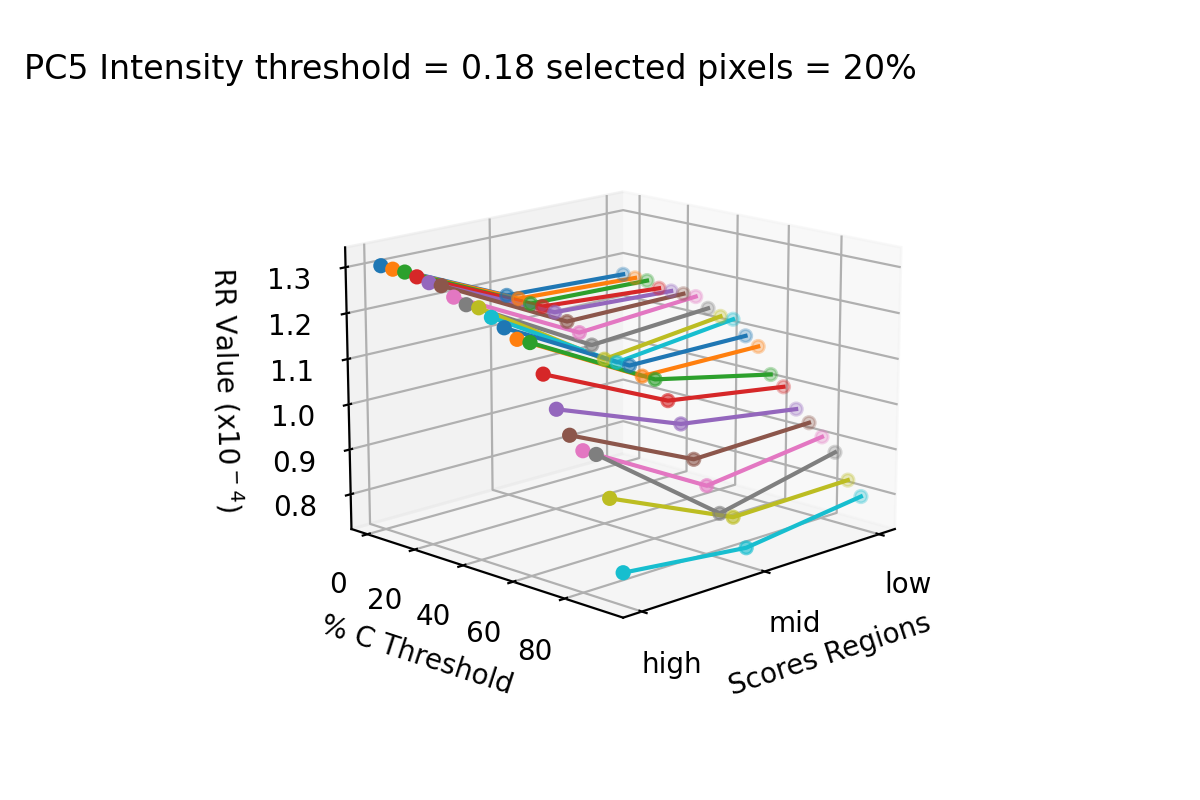 PC5 Intensity threshold = 0.18 selected pixels = 20%
RR Value (x10⁻⁴)
1.3
1.2
1.1
1.0
0.9
0.8
0
20
40
60
80
% C Threshold
high
mid
low
Scores Regions